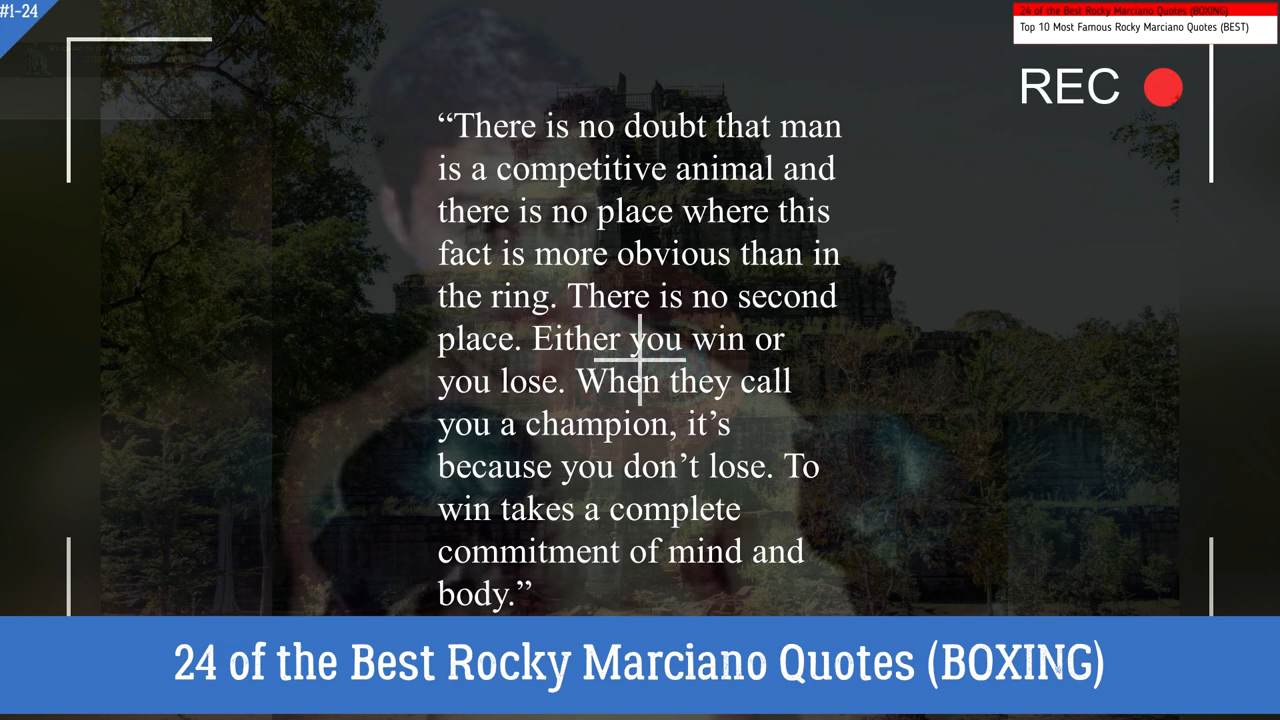 #1-24
24 of the Best Rocky Marciano Quotes (BOXING)
Top 10 Most Famous Rocky Marciano Quotes (BEST)
REC
“There is no doubt that man
is a competitive animal and
there is no place where this
fact is more obvious than in
the ring. There is no second
place. Either you win or
you lose. When they call
you a champion, it’s
because you don’t lose. To
win takes a complete
commitment of mind and
body.”
24 of the Best Rocky Marciano Quotes (BOXING)